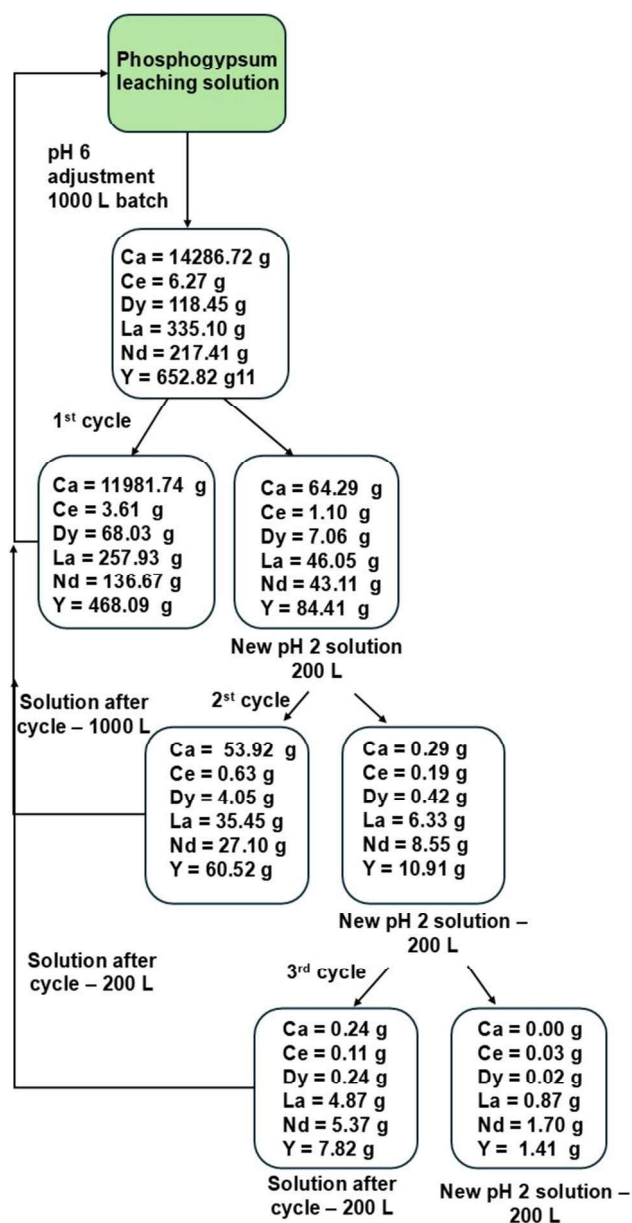 Phosphogypsum
leaching solution
pH 6
adjustment
1000 L batch
Ca = 14286.72 g
Ce = 6.27 g
Dy = 118.45 g
La = 335.10 g
Nd = 217.41 g
Y = 652.82 g11
1st cycle
Ca = 11981.74 g
Ce = 3.61 g
Dy = 68.03 g
La = 257.93 g
Nd = 136.67 g
Y = 468.09 g
Ca = 64.29 g
Ce = 1.10 g
Dy = 7.06 g
La = 46.05 g
Nd = 43.11 g
Y = 84.41 g
New pH 2 solution
200 L
Solution after
cycle – 1000 L
2st cycle
Ca = 53.92 g
Ce = 0.63 g
Dy = 4.05 g
La = 35.45 g
Nd = 27.10 g
Y = 60.52 g
Ca = 0.29 g
Ce = 0.19 g
Dy = 0.42 g
La = 6.33 g
Nd = 8.55 g
Y = 10.91 g
New pH 2 solution –
200 L
Solution after
cycle – 200 L
3rd cycle
Ca = 0.24 g
Ce = 0.11 g
Dy = 0.24 g
La = 4.87 g
Nd = 5.37 g
Y = 7.82 g
Solution after
cycle – 200 L
Ca = 0.00 g
Ce = 0.03 g
Dy = 0.02 g
La = 0.87 g
Nd = 1.70 g
Y = 1.41 g
New pH 2 solution –
200 L